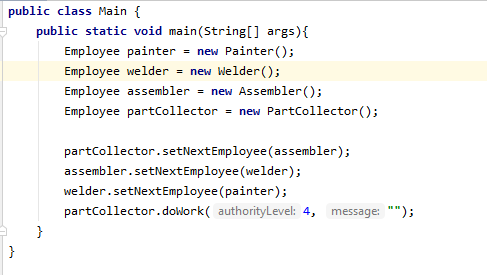 public class Main {
public static void main(String[] args){
Employee painter = new Painter();
Employee welder = new Welder();
Employee assembler = new Assembler();
Employee partCollector = new PartCollector();
partCollector.setNextEmployee(assembler);
assembler.setNextEmployee(welder);
welder.setNextEmployee(painter);
partCollector.doWork( authorityLevel: 4, message: "");
}
}